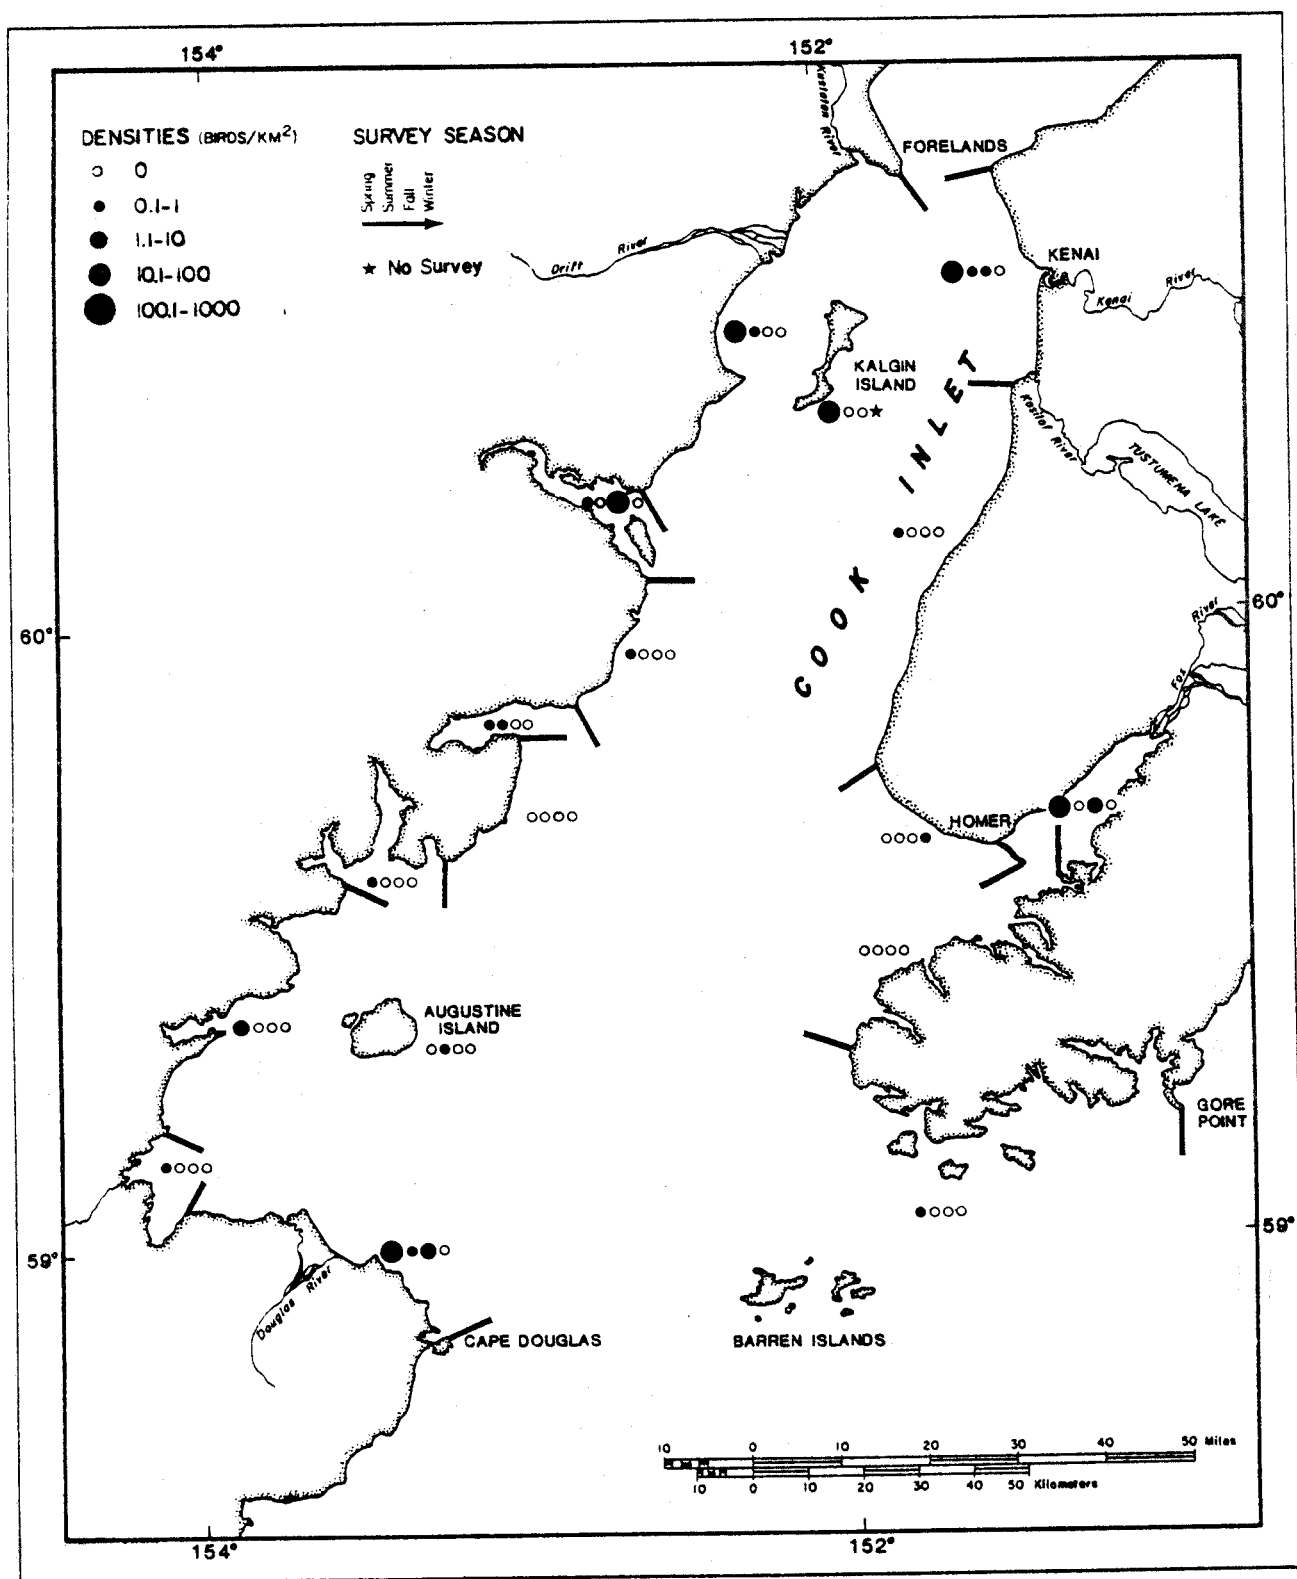 154°
152°
DENSITIES (BIRDS/KM2)
0
0.1-1
1.1-10
10.1-100
100.1-1000
SURVEY SEASON
Spring
Summer
Fall
Winter
★ No Survey
River
FORELANDS
Drift River
KENAI
Kenai River
KALGIN
ISLAND
COOK INLET
Kasilof River
TUSTUMENA LAKE
60°
60°
Fox River
HOMER
AUGUSTINE
ISLAND
GORE
POINT
59°
59°
Douglas River
CAPE DOUGLAS
BARREN ISLANDS
10 0 10 20 30 40 50 Miles
10 0 10 20 30 40 50 Kilometers
154°
152°